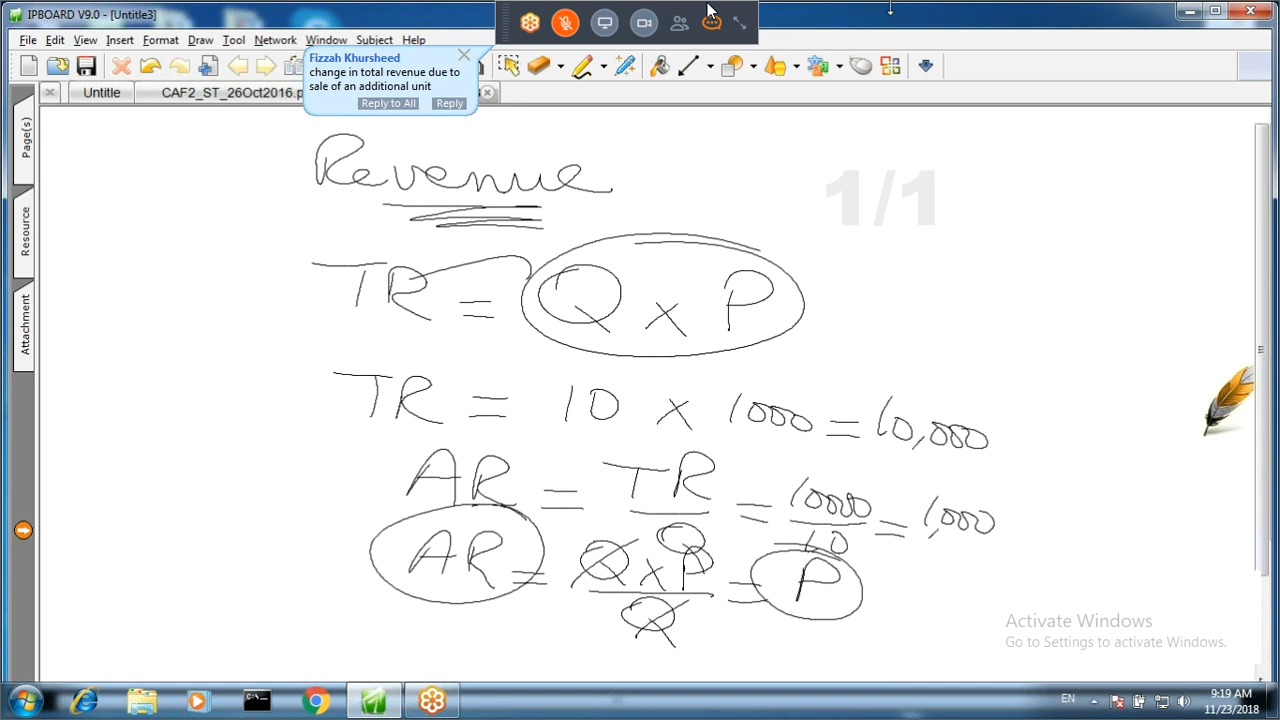 IPBOARD V9.0 - [Untitle3]
File Edit View Insert Format Draw Tool Network Window Subject Help
Fizzah Khursheed
change in total revenue due to
sale of an additional unit
Reply to All Reply
Untitle CAF2_ST_26Oct2016.p
Page(s)
Resource
Attachment
1/1
Revenue
TR = Q x P
TR = 10 x 1000 = 10,000
AR = TR / Q = 10000 / 10 = 1,000
AR = Q x P / Q = P
Activate Windows
Go to Settings to activate Windows.
EN
9:19 AM
11/23/2018